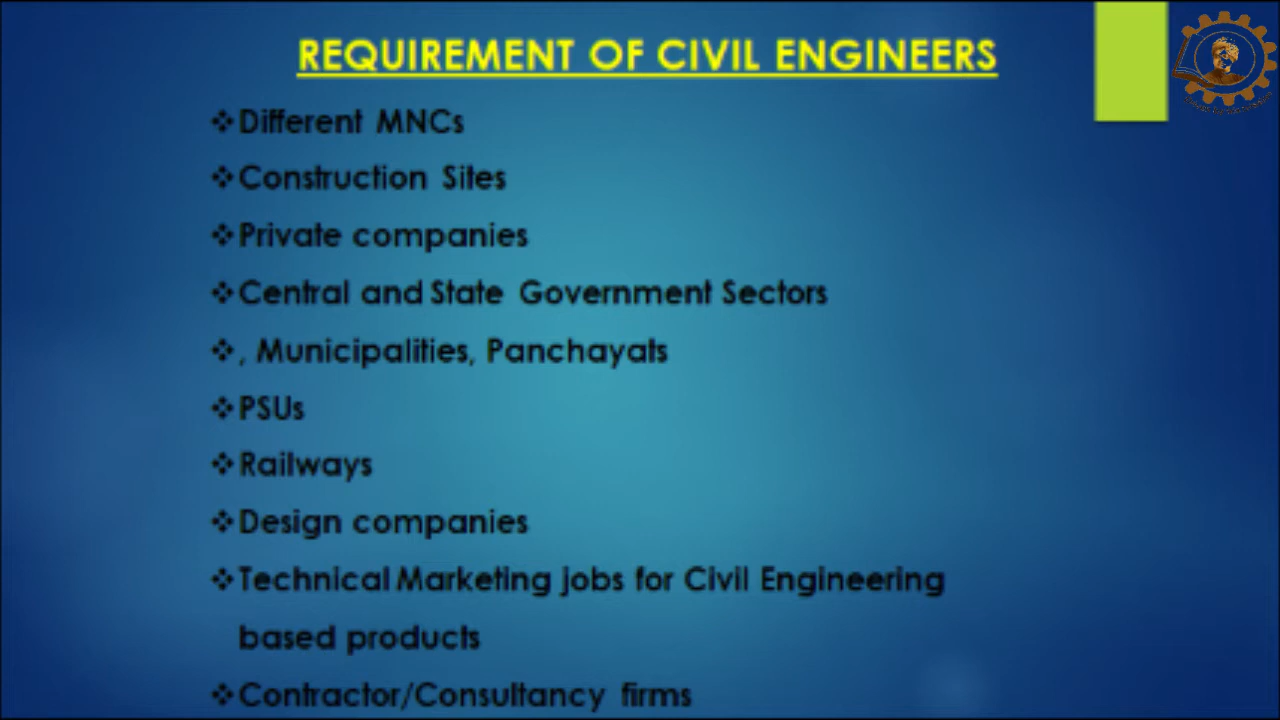 REQUIREMENT OF CIVIL ENGINEERS
❖Different MNCs
❖Construction Sites
❖Private companies
❖Central and State Government Sectors
❖, Municipalities, Panchayats
❖PSUs
❖Railways
❖Design companies
❖Technical Marketing jobs for Civil Engineering
based products
❖Contractor/Consultancy firms